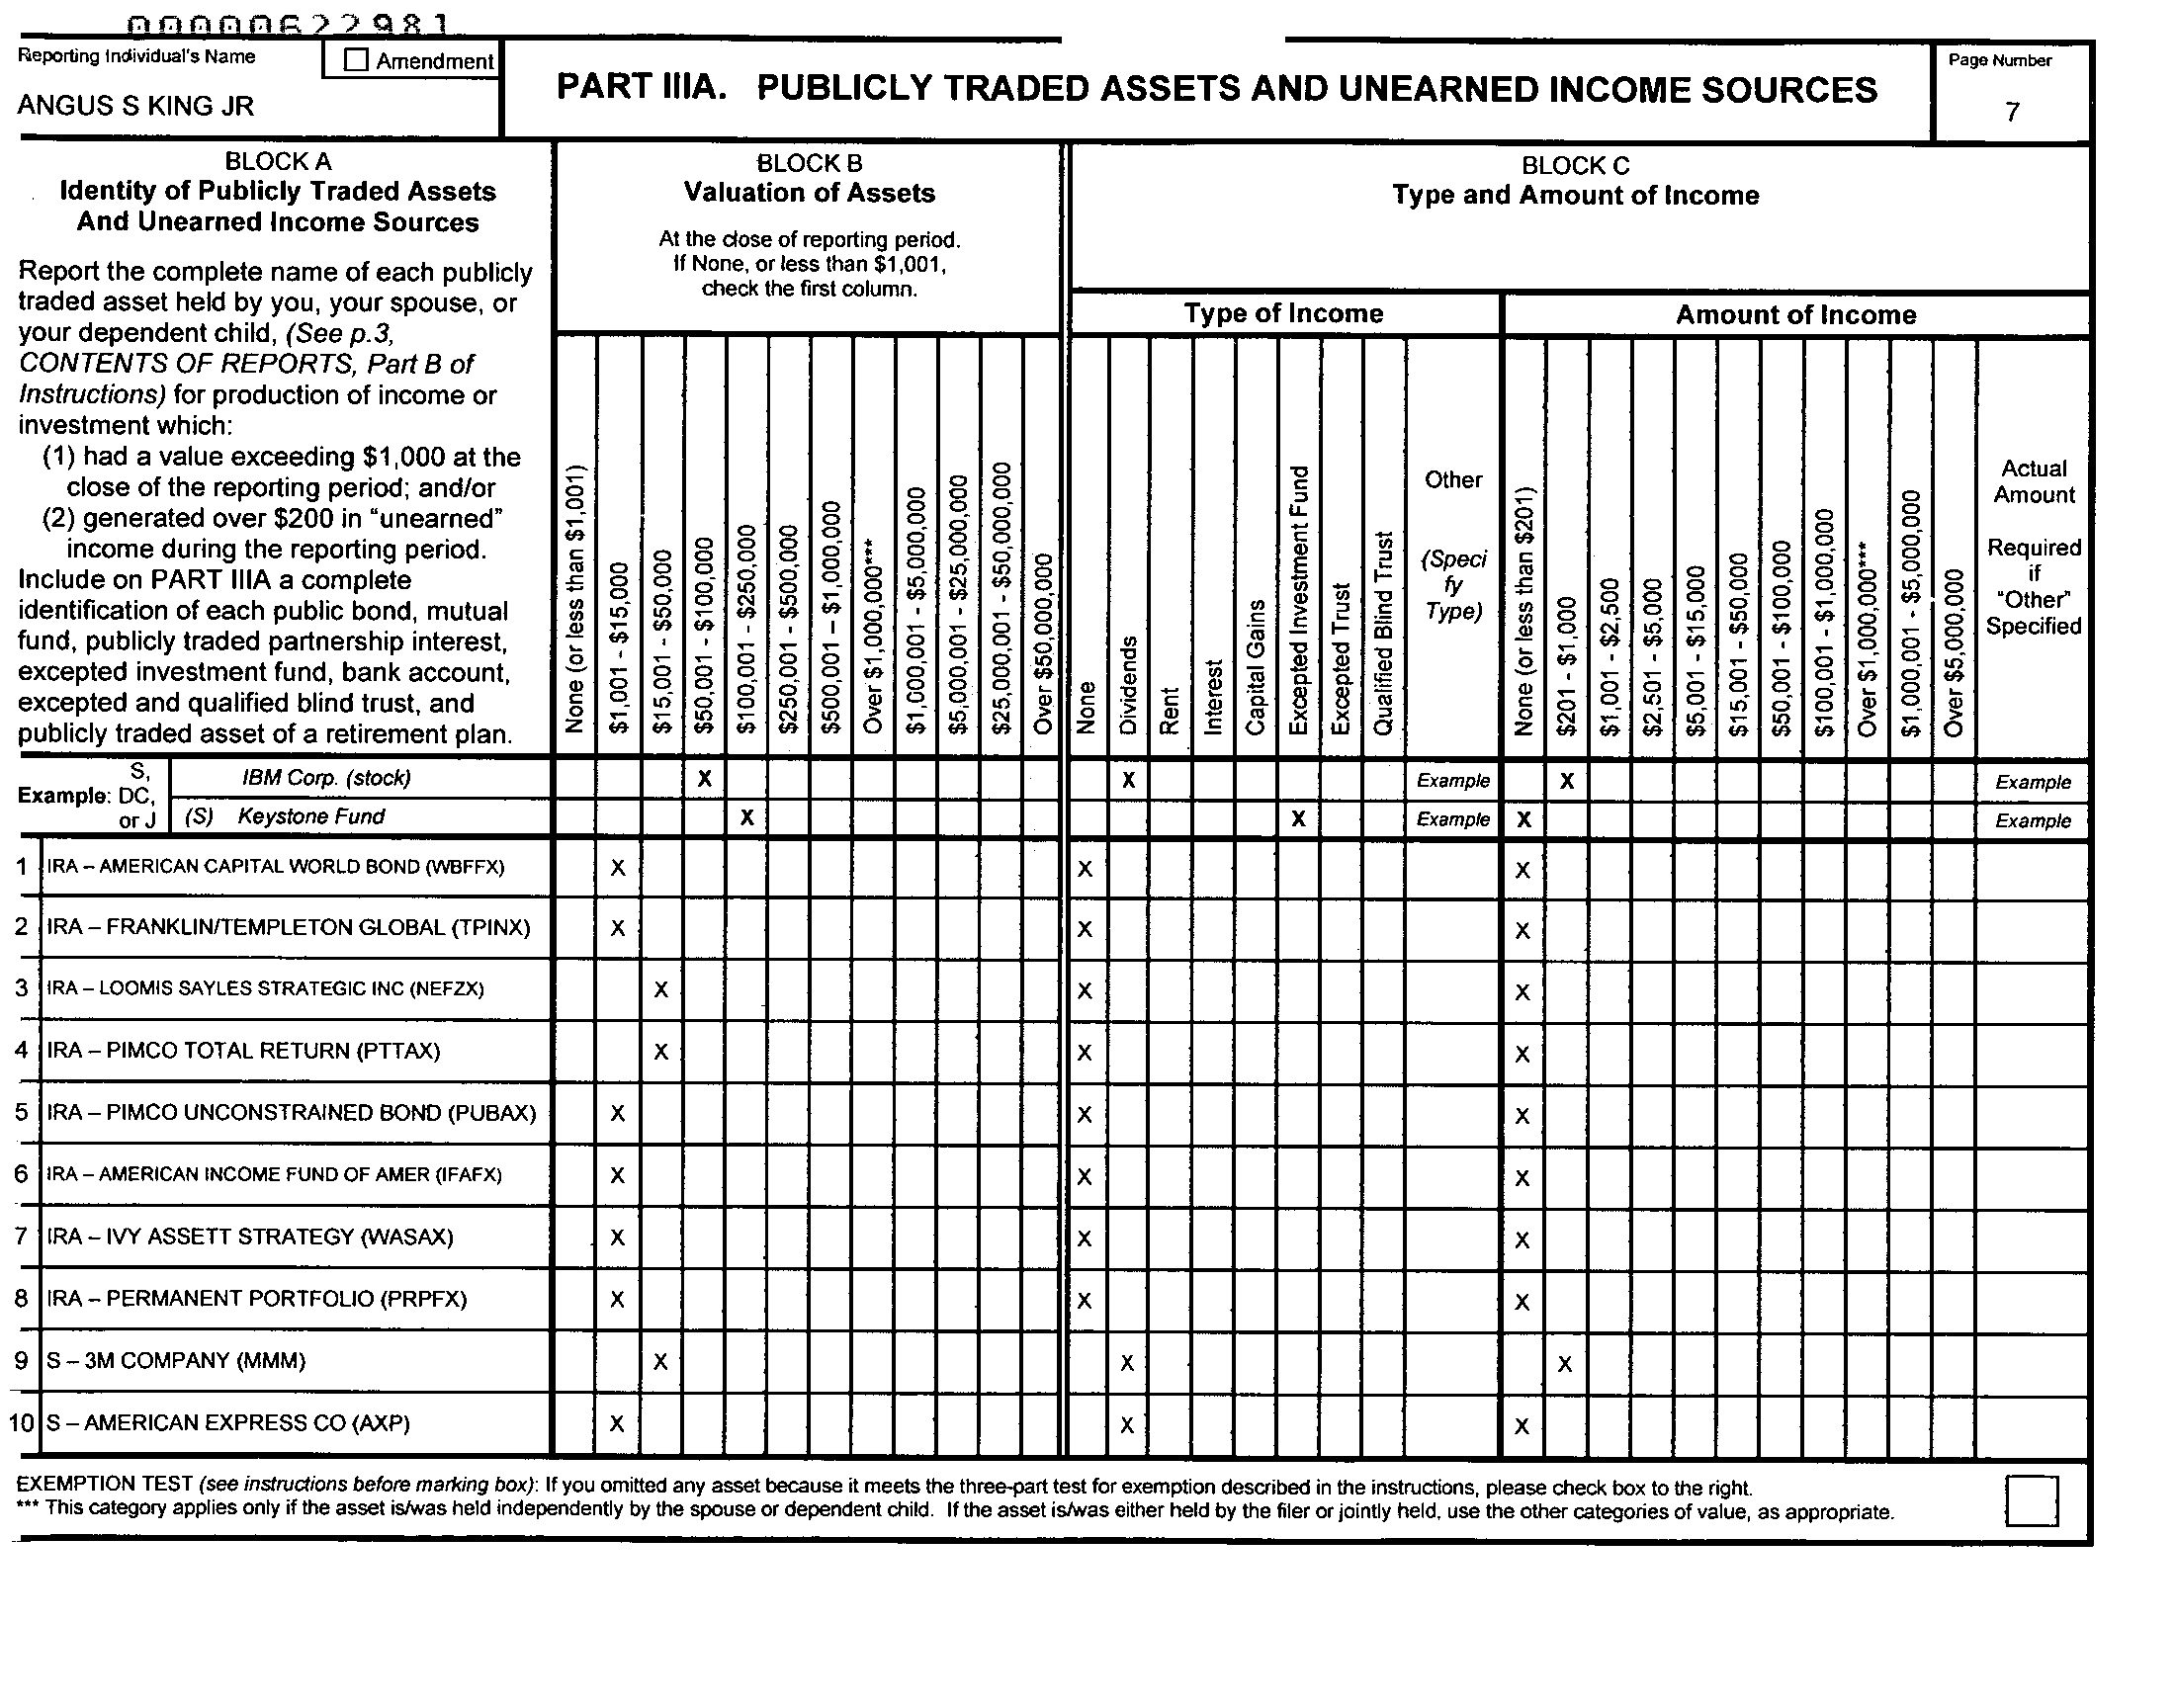 00000622981
Reporting Individual's Name
Amendment
ANGUS S KING JR
PART IIIA. PUBLICLY TRADED ASSETS AND UNEARNED INCOME SOURCES
Page Number
7
BLOCK A
Identity of Publicly Traded Assets
And Unearned Income Sources
Report the complete name of each publicly
traded asset held by you, your spouse, or
your dependent child, (See p.3,
CONTENTS OF REPORTS, Part B of
Instructions) for production of income or
investment which:
(1) had a value exceeding $1,000 at the
close of the reporting period; and/or
(2) generated over $200 in "unearned"
income during the reporting period.
Include on PART IIIA a complete
identification of each public bond, mutual
fund, publicly traded partnership interest,
excepted investment fund, bank account,
excepted and qualified blind trust, and
publicly traded asset of a retirement plan.
BLOCK B
Valuation of Assets
At the close of reporting period.
If None, or less than $1,001,
check the first column.
None (or less than $1,001)
$1,001 - $15,000
$15,001 - $50,000
$50,001 - $100,000
$100,001 - $250,000
$250,001 - $500,000
$500,001 – $1,000,000
Over $1,000,000***
$1,000,001 - $5,000,000
$5,000,001 - $25,000,000
$25,000,001 - $50,000,000
Over $50,000,000
BLOCK C
Type and Amount of Income
Type of Income
None
Dividends
Rent
Interest
Capital Gains
Excepted Investment Fund
Excepted Trust
Qualified Blind Trust
Other
(Speci
fy
Type)
Amount of Income
None (or less than $201)
$201 - $1,000
$1,001 - $2,500
$2,501 - $5,000
$5,001 - $15,000
$15,001 - $50,000
$50,001 - $100,000
$100,001 - $1,000,000
Over $1,000,000***
$1,000,001 - $5,000,000
Over $5,000,000
Actual
Amount
Required
if
"Other"
Specified
Example: S,
DC,
or J
IBM Corp. (stock) X X Example X Example
(S) Keystone Fund X X Example X Example
1 IRA – AMERICAN CAPITAL WORLD BOND (WBFFX) X X X
2 IRA – FRANKLIN/TEMPLETON GLOBAL (TPINX) X X X
3 IRA – LOOMIS SAYLES STRATEGIC INC (NEFZX) X X X
4 IRA – PIMCO TOTAL RETURN (PTTAX) X X X
5 IRA – PIMCO UNCONSTRAINED BOND (PUBAX) X X X
6 IRA – AMERICAN INCOME FUND OF AMER (IFAFX) X X X
7 IRA – IVY ASSETT STRATEGY (WASAX) X X X
8 IRA – PERMANENT PORTFOLIO (PRPFX) X X X
9 S – 3M COMPANY (MMM) X X X
10 S – AMERICAN EXPRESS CO (AXP) X X X
EXEMPTION TEST (see instructions before marking box): If you omitted any asset because it meets the three-part test for exemption described in the instructions, please check box to the right.
*** This category applies only if the asset is/was held independently by the spouse or dependent child. If the asset is/was either held by the filer or jointly held, use the other categories of value, as appropriate.